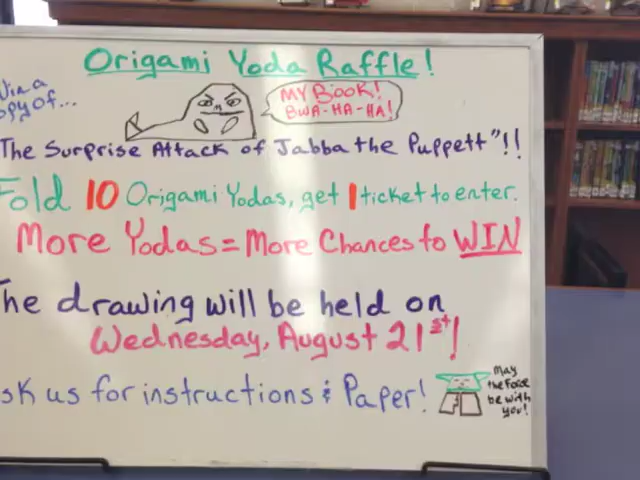 Origami Yoda Raffle!
Win a
copy of...
MY BOOK!
BWA-HA-HA!
The Surprise Attack of Jabba the Puppett"!!
Fold 10 Origami Yodas, get 1 ticket to enter.
More Yodas = More Chances to WIN
The drawing will be held on
Wednesday, August 21st!
sk us for instructions & Paper!
May
the Force
be with
you!